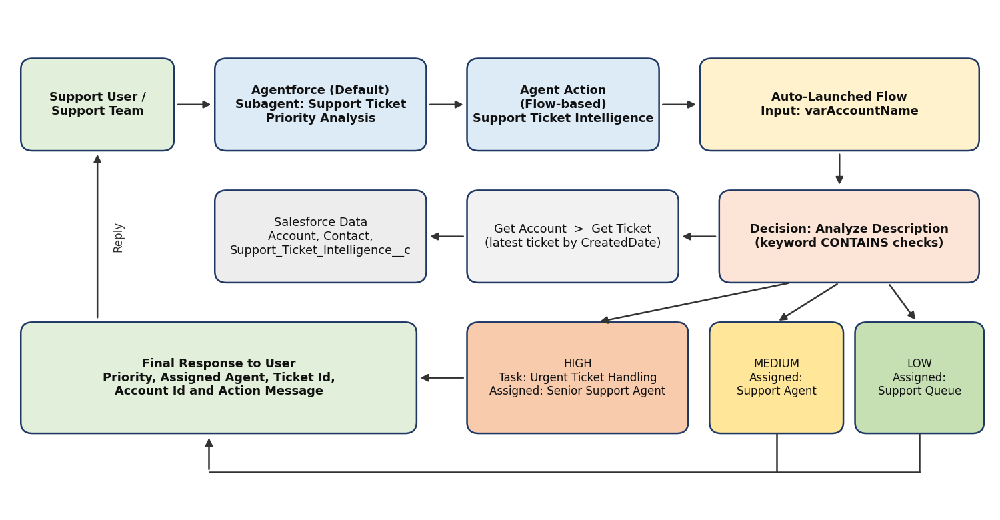 Support User /
Support Team
Agentforce (Default)
Subagent: Support Ticket
Priority Analysis
Agent Action
(Flow-based)
Support Ticket Intelligence
Auto-Launched Flow
Input: varAccountName
Salesforce Data
Account, Contact,
Support_Ticket_Intelligence__c
Get Account  >  Get Ticket
(latest ticket by CreatedDate)
Decision: Analyze Description
(keyword CONTAINS checks)
Reply
Final Response to User
Priority, Assigned Agent, Ticket Id,
Account Id and Action Message
HIGH
Task: Urgent Ticket Handling
Assigned: Senior Support Agent
MEDIUM
Assigned:
Support Agent
LOW
Assigned:
Support Queue